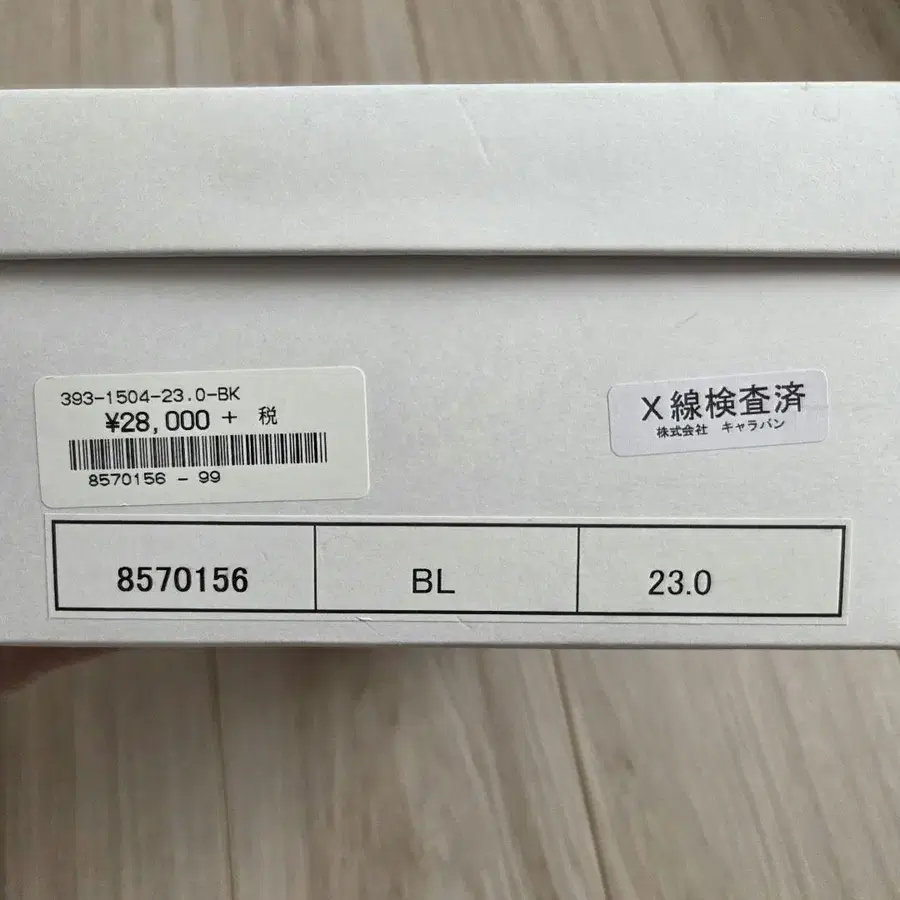 393-1504-23.0-BK
¥28,000 + 税
8570156 - 99
X線検査済
株式会社 キャラバン
8570156 BL 23.0